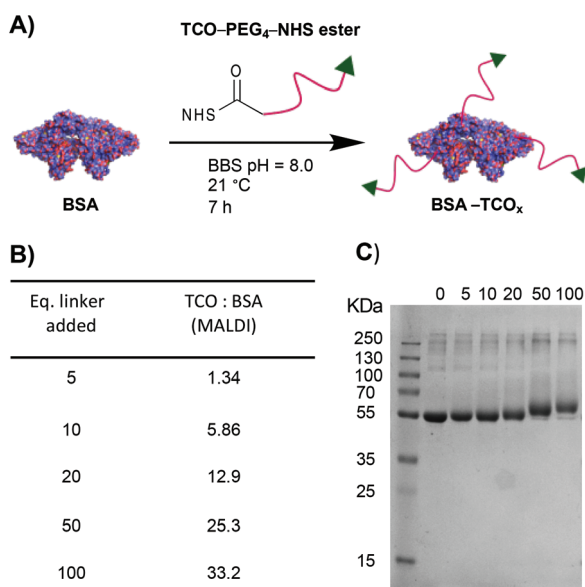 A)
TCO–PEG₄–NHS ester
O
NHS
BSA
BBS pH = 8.0
21 °C
7 h
BSA –TCOₓ
B)
Eq. linker added
TCO : BSA (MALDI)
5 1.34
10 5.86
20 12.9
50 25.3
100 33.2
C)
0 5 10 20 50 100
KDa
250
130
100
70
55
35
25
15